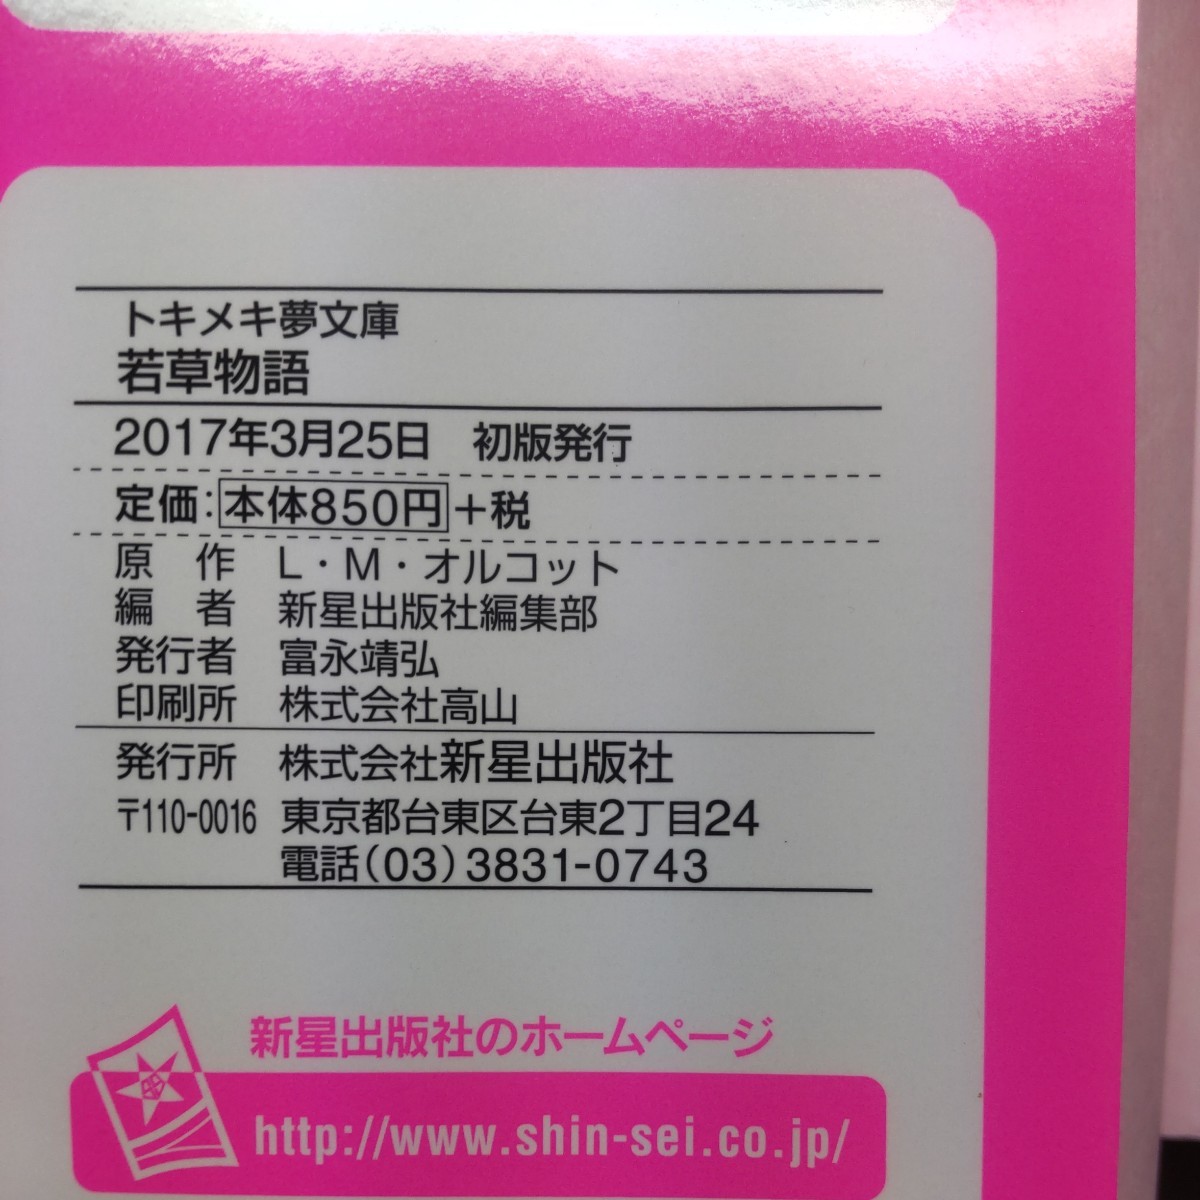 トキメキ夢文庫
若草物語
2017年3月25日　初版発行
定価：本体850円＋税
原　作　L・M・オルコット
編　者　新星出版社編集部
発行者　富永靖弘
印刷所　株式会社高山
発行所　株式会社新星出版社
〒110-0016　東京都台東区台東2丁目24
電話(03)3831-0743
新星出版社のホームページ
http://www.shin-sei.co.jp/